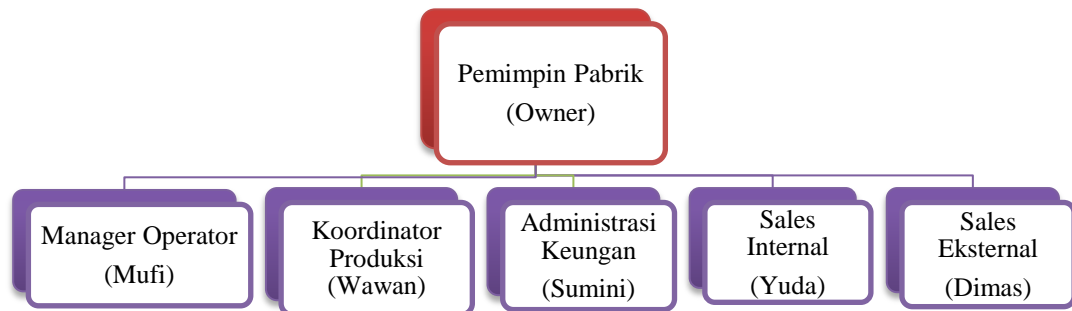 Pemimpin Pabrik
(Owner)
Manager Operator
(Mufi)
Koordinator
Produksi
(Wawan)
Administrasi
Keungan
(Sumini)
Sales
Internal
(Yuda)
Sales
Eksternal
(Dimas)